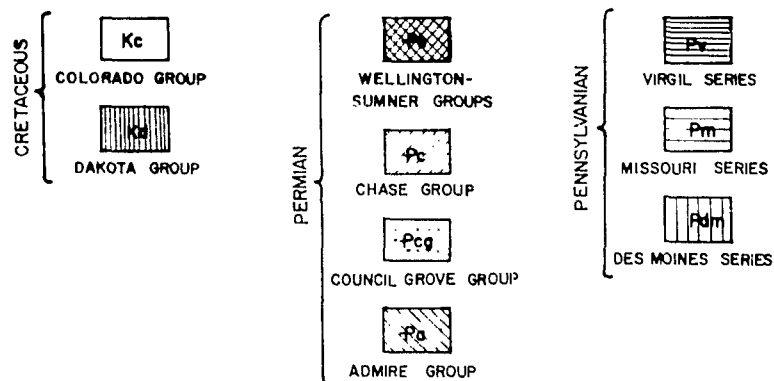 CRETACEOUS
Kc
COLORADO GROUP
Kd
DAKOTA GROUP
PERMIAN
WELLINGTON-
SUMNER GROUPS
Pc
CHASE GROUP
Pcg
COUNCIL GROVE GROUP
Pa
ADMIRE GROUP
PENNSYLVANIAN
Pv
VIRGIL SERIES
Pm
MISSOURI SERIES
Pdm
DES MOINES SERIES